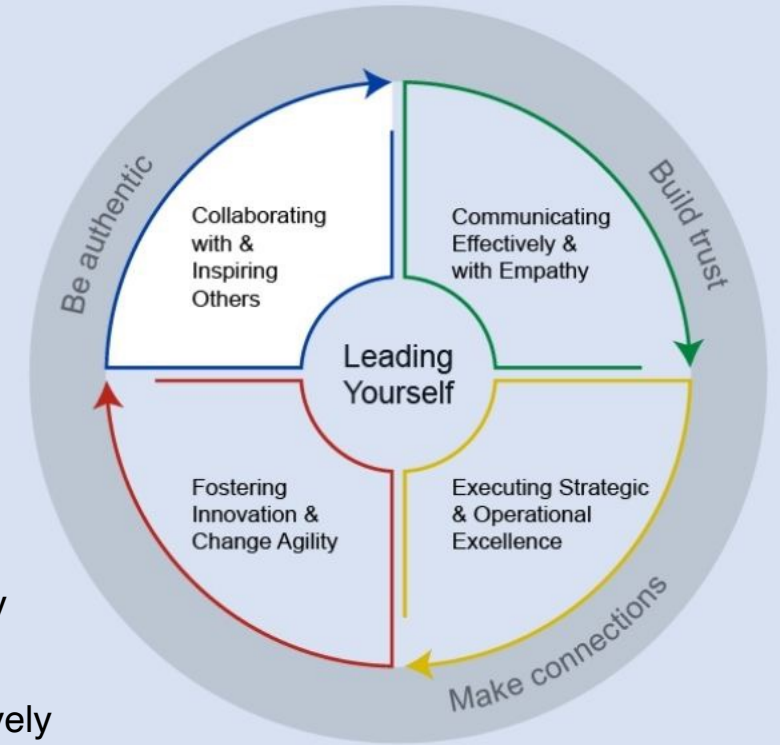 Be authentic
Build trust
Collaborating
with &
Inspiring
Others
Communicating
Effectively &
with Empathy
Leading
Yourself
Fostering
Innovation &
Change Agility
Executing Strategic
& Operational
Excellence
Make connections